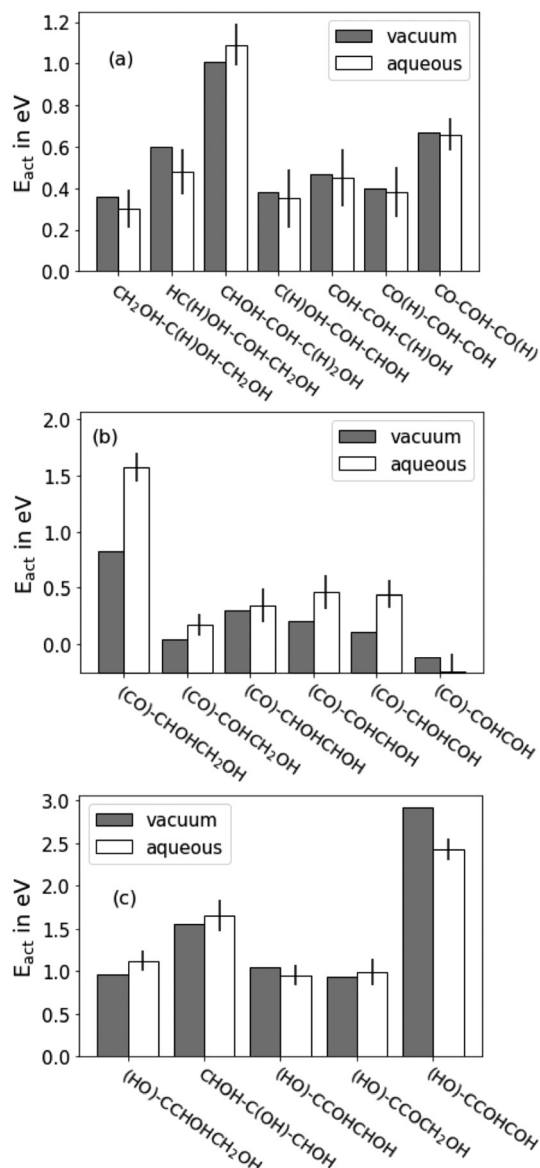 1.2
1.0
0.8
0.6
0.4
0.2
0.0
E_act in eV
(a)
vacuum
aqueous
CH₂OH-C(H)OH-CH₂OH
HC(H)OH-COH-CH₂OH
CHOH-COH-C(H)₂OH
C(H)OH-COH-CHOH
COH-COH-C(H)OH
CO(H)-COH-COH
CO-COH-CO(H)
2.0
1.5
1.0
0.5
0.0
E_act in eV
(b)
vacuum
aqueous
(CO)-CHOHCH₂OH
(CO)-COHCH₂OH
(CO)-CHOHCHOH
(CO)-COHCHOH
(CO)-CHOHCOH
(CO)-COHCOH
3.0
2.5
2.0
1.5
1.0
0.5
0.0
E_act in eV
vacuum
aqueous
(c)
(HO)-CCHOHCH₂OH
CHOH-C(OH)-CHOH
(HO)-CCOHCHOH
(HO)-CCOCH₂OH
(HO)-CCOHCOH